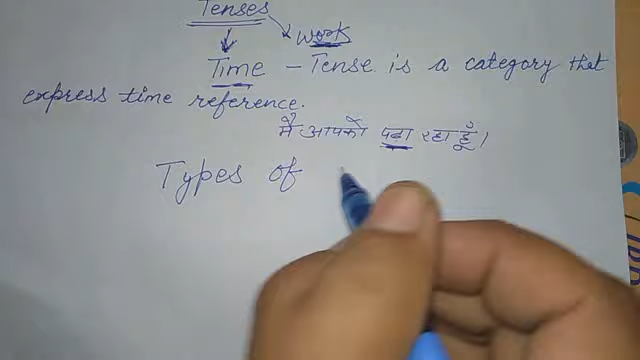 Tenses
Work
Time – Tense is a category that
express time reference.
मैं आपको पढ़ा रहा हूँ।
Types of